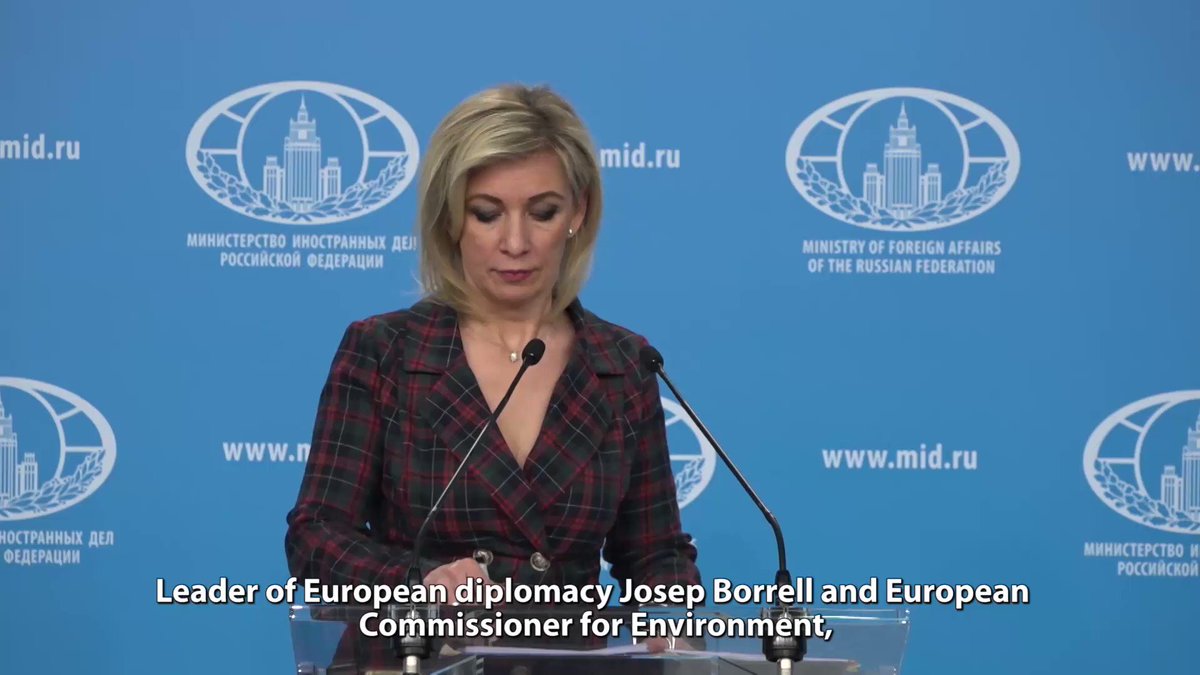 mid.ru
mid.ru
www.
МИНИСТЕРСТВО ИНОСТРАННЫХ ДЕЛ
РОССИЙСКОЙ ФЕДЕРАЦИИ
MINISTRY OF FOREIGN AFFAIRS
OF THE RUSSIAN FEDERATION
www.m
www.mid.ru
ИНОСТРАННЫХ ДЕЛ
ФЕДЕРАЦИИ
МИНИСТЕРСТВО
Leader of European diplomacy Josep Borrell and European
Commissioner for Environment,